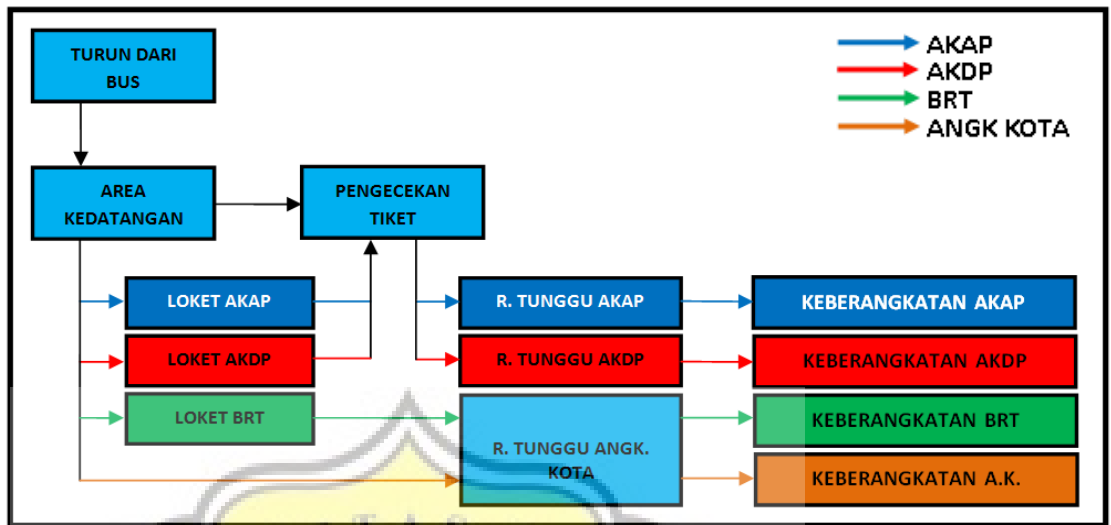 TURUN DARI
BUS
AKAP
AKDP
BRT
ANGK KOTA
AREA
KEDATANGAN
PENGECEKAN
TIKET
LOKET AKAP
R. TUNGGU AKAP
KEBERANGKATAN AKAP
LOKET AKDP
R. TUNGGU AKDP
KEBERANGKATAN AKDP
LOKET BRT
R. TUNGGU ANGK.
KOTA
KEBERANGKATAN BRT
KEBERANGKATAN A.K.